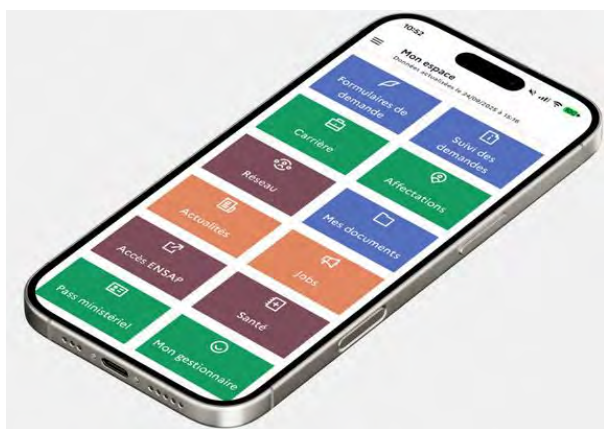 10:52
Mon espace
Données actualisées le 24/06/2025 à 15:16
Formulaires de
demande
Suivi des
demandes
Carrière
Affectations
Réseau
Mes documents
Actualités
Jobs
Accès ENSAP
Santé
Pass ministériel
Mon gestionnaire